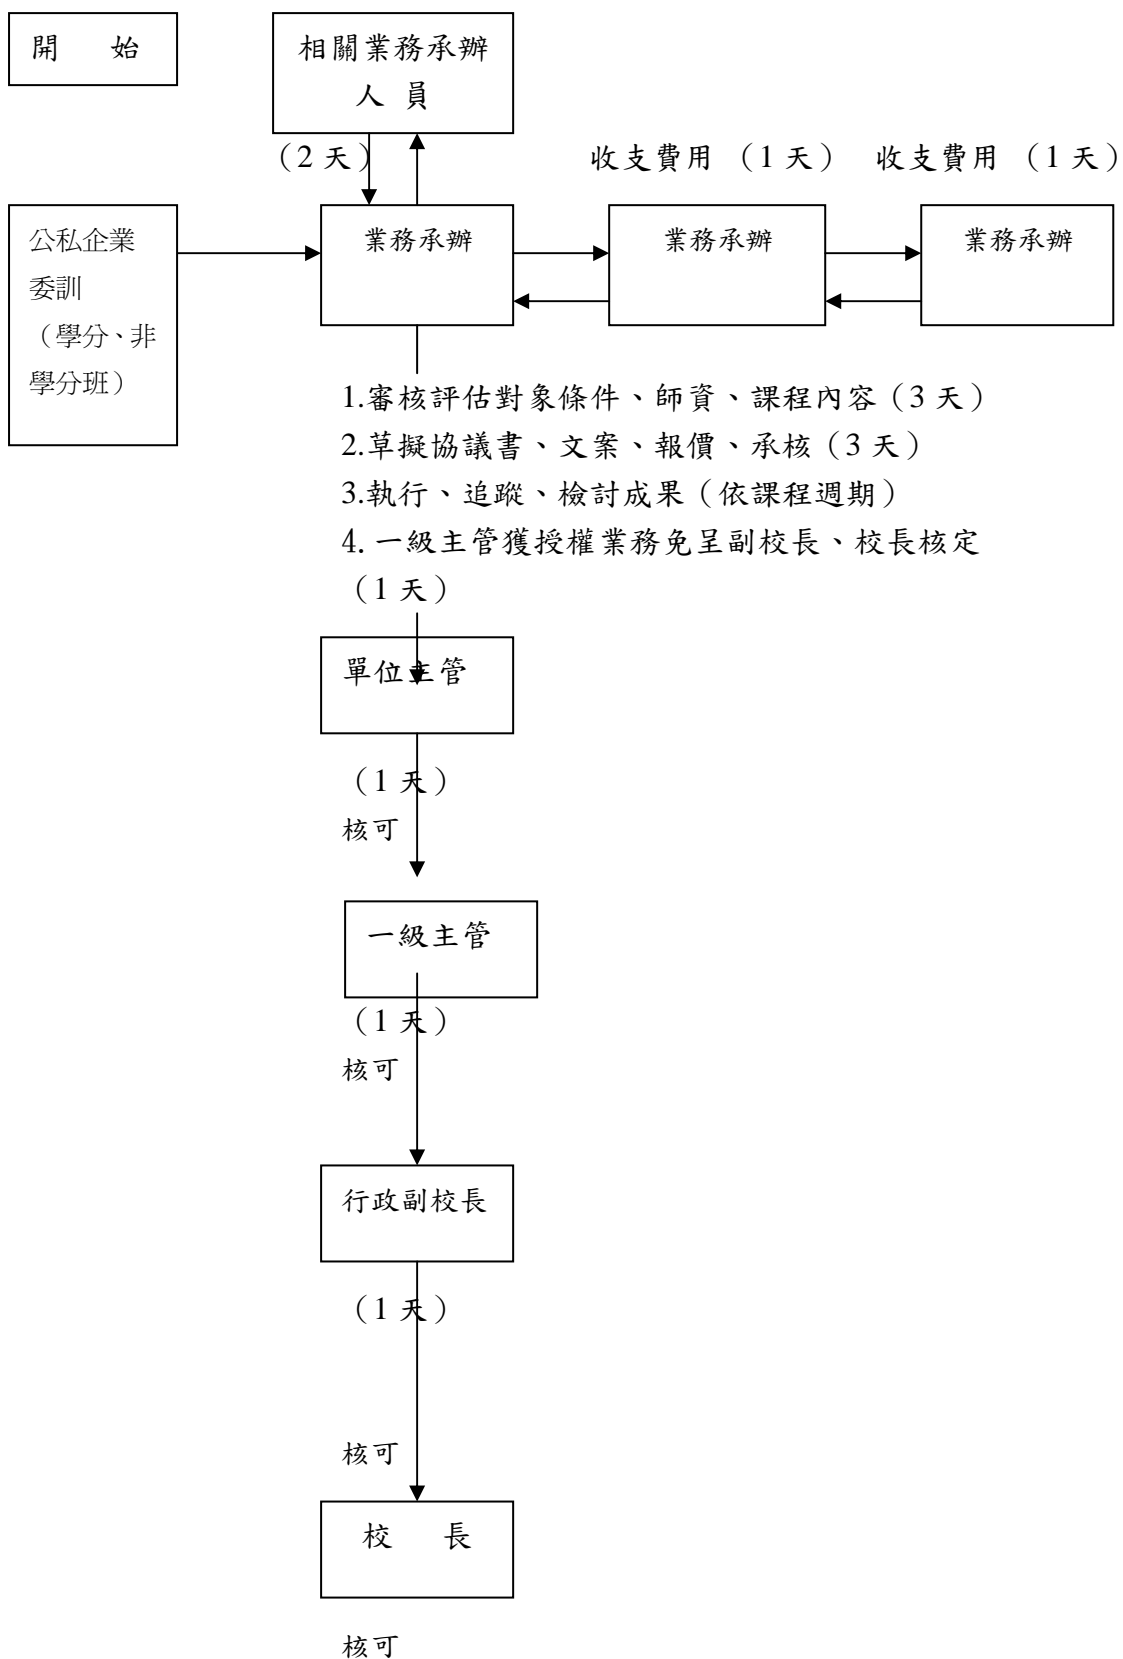 開 始
相關業務承辦
人 員
（2 天）
收支費用 （1 天）
收支費用 （1 天）
公私企業
委訓
（學分、非
學分班）
業務承辦
業務承辦
業務承辦
1.審核評估對象條件、師資、課程內容（3 天）
2.草擬協議書、文案、報價、承核（3 天）
3.執行、追蹤、檢討成果（依課程週期）
4. 一級主管獲授權業務免呈副校長、校長核定
（1 天）
單位主管
（1 天）
核可
一級主管
（1 天）
核可
行政副校長
（1 天）
核可
校 長
核可